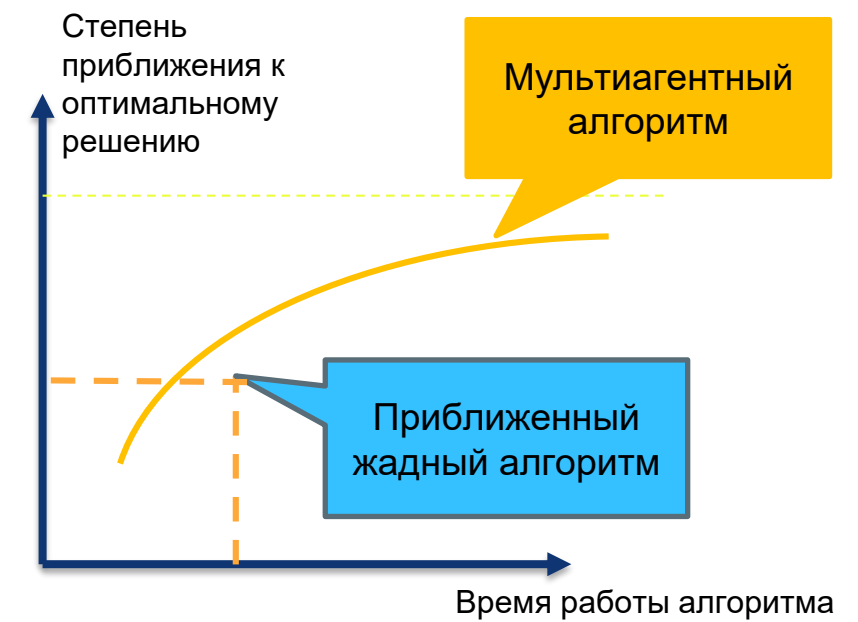 Степень
приближения к
оптимальному
решению
Мультиагентный
алгоритм
Приближенный
жадный алгоритм
Время работы алгоритма